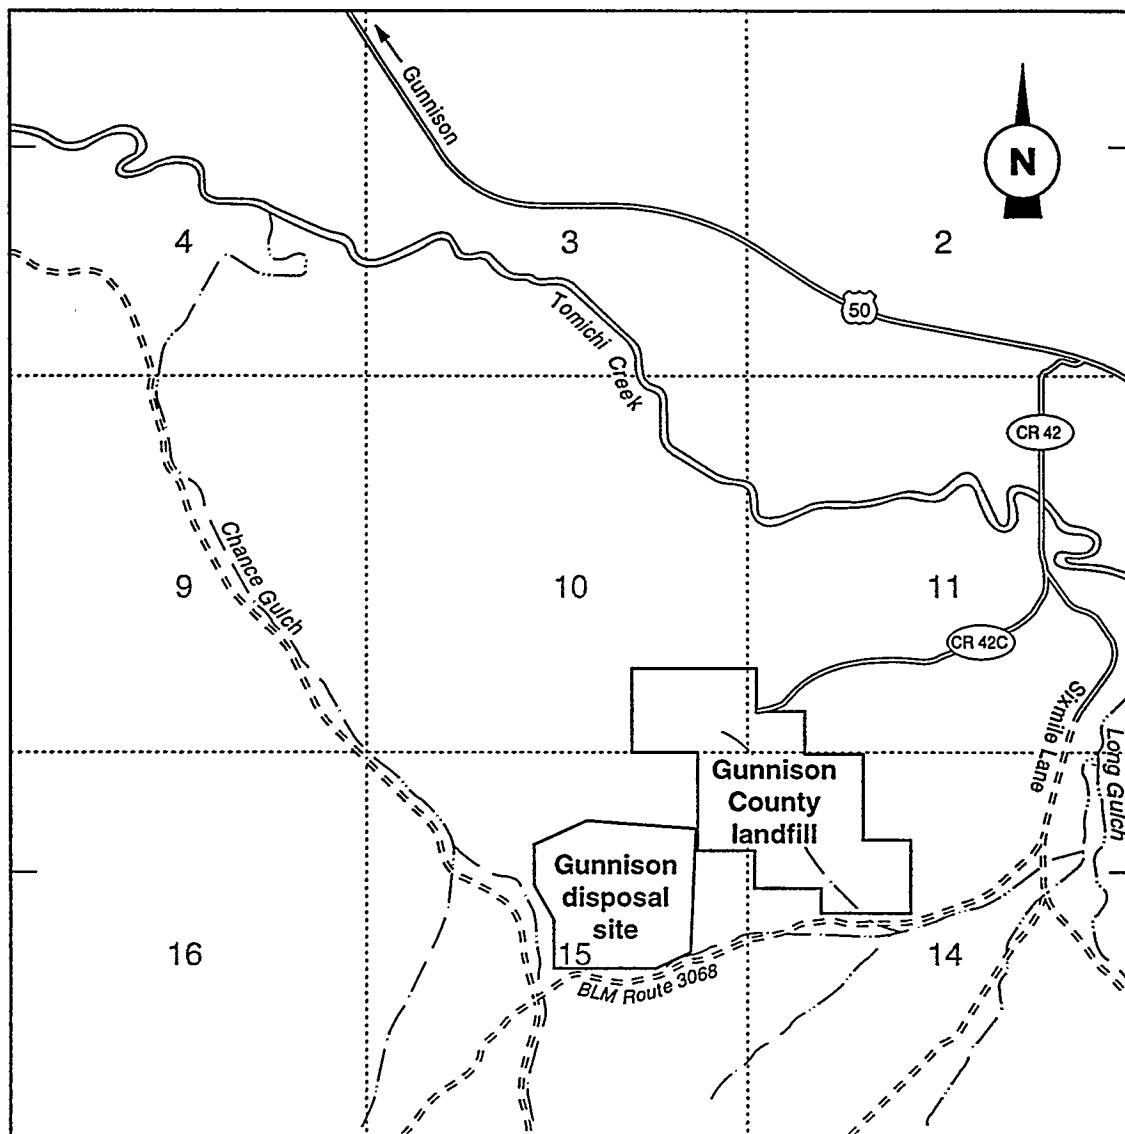 Gunnison
N
4
3
2
50
Tomichi Creek
CR 42
Chance Gulch
9
10
11
CR 42C
Sixmile Lane
Long Gulch
Gunnison
County
landfill
Gunnison
disposal
site
16
15
14
BLM Route 3068